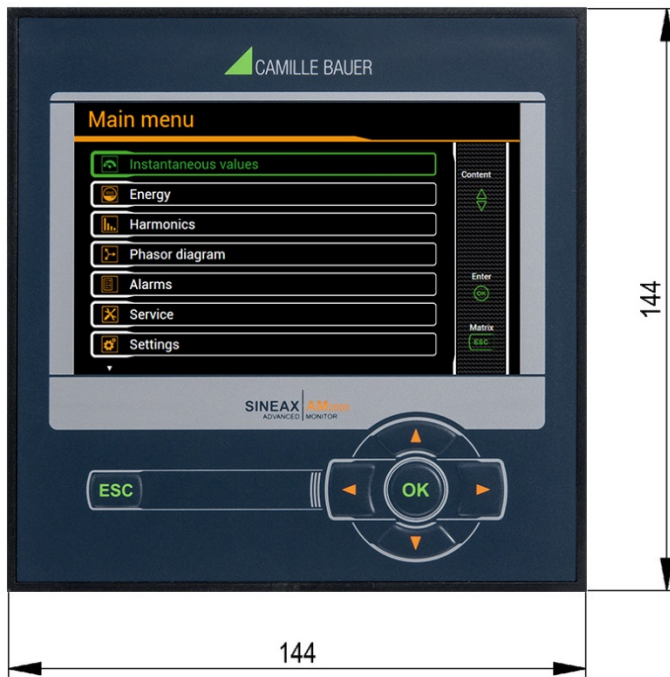 CAMILLE BAUER
Main menu
Instantaneous values
Content
Energy
Harmonics
Phasor diagram
Alarms
Enter
OK
Service
Matrix
Settings
ESC
SINEAX
ADVANCED MONITOR
ESC
OK
144
144